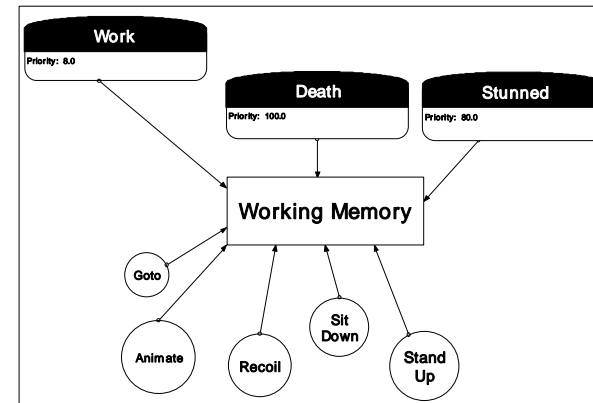 Work
Priority: 8.0
Death
Priority: 100.0
Stunned
Priority: 80.0
Working Memory
Goto
Animate
Recoil
Sit
Down
Stand
Up